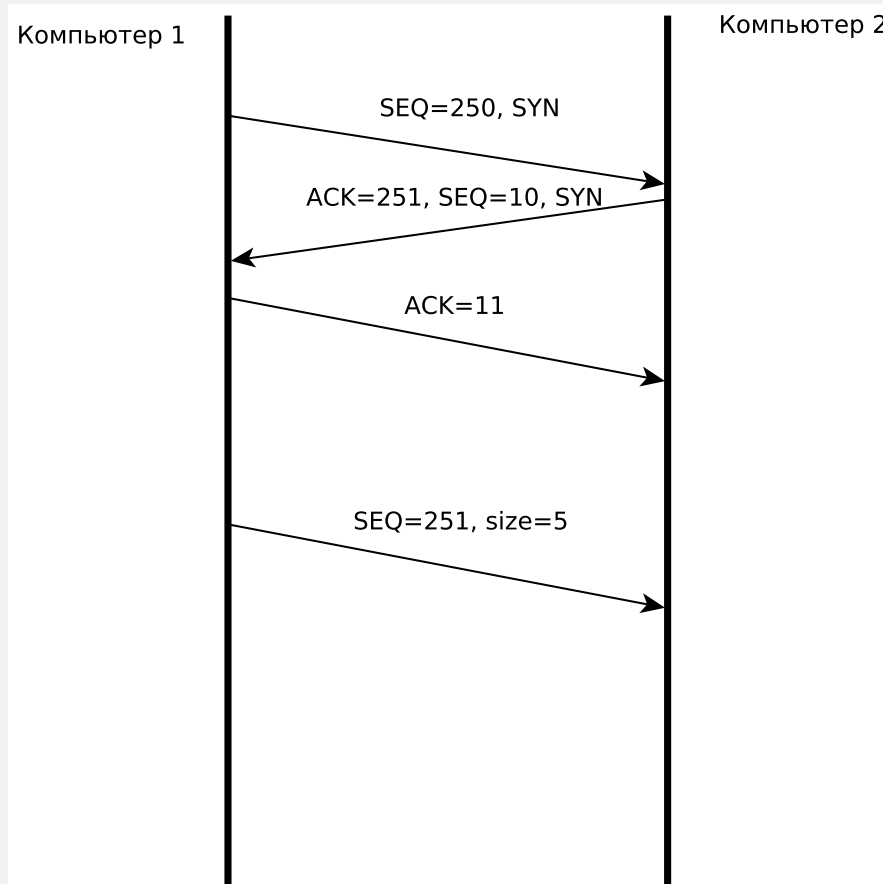 Компьютер 1
Компьютер 2
SEQ=250, SYN
ACK=251, SEQ=10, SYN
ACK=11
SEQ=251, size=5